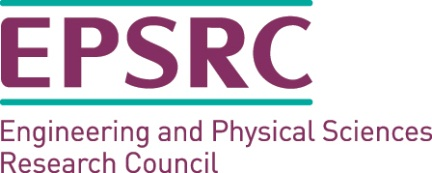 EPSRC
Engineering and Physical Sciences
Research Council